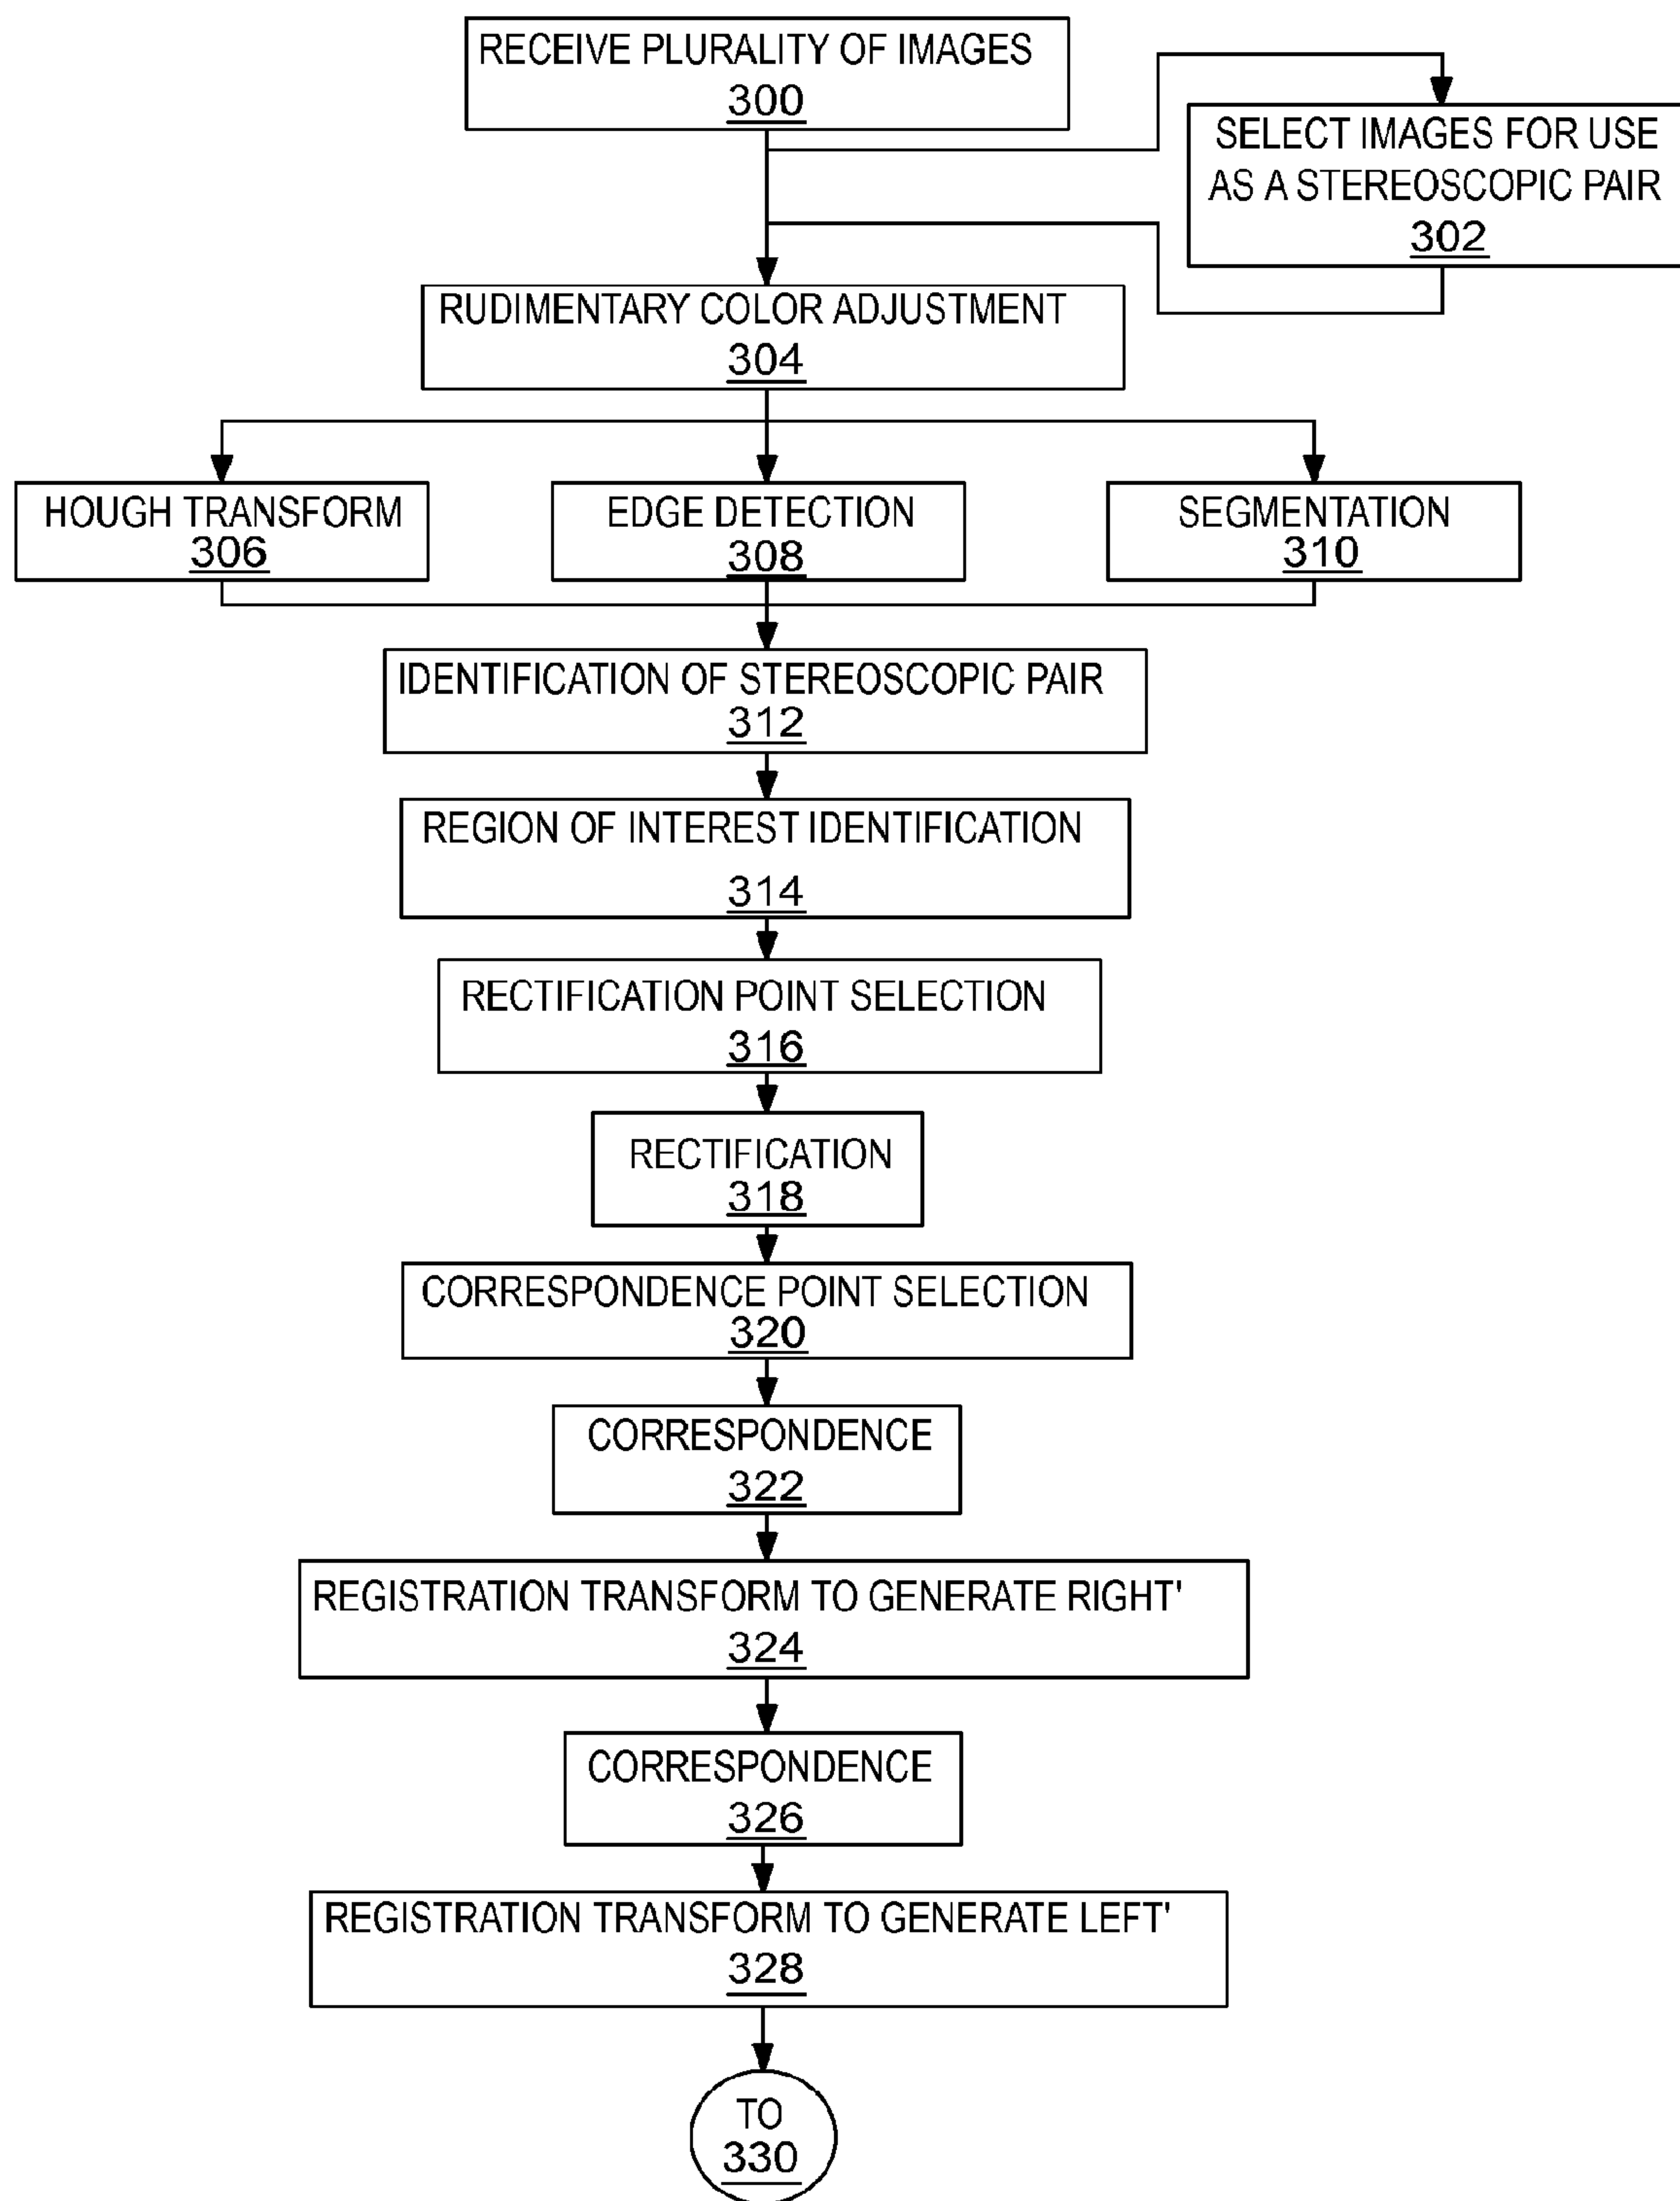 RECEIVE PLURALITY OF IMAGES
300
SELECT IMAGES FOR USE
AS A STEREOSCOPIC PAIR
302
RUDIMENTARY COLOR ADJUSTMENT
304
HOUGH TRANSFORM
306
EDGE DETECTION
308
SEGMENTATION
310
IDENTIFICATION OF STEREOSCOPIC PAIR
312
REGION OF INTEREST IDENTIFICATION
314
RECTIFICATION POINT SELECTION
316
RECTIFICATION
318
CORRESPONDENCE POINT SELECTION
320
CORRESPONDENCE
322
REGISTRATION TRANSFORM TO GENERATE RIGHT'
324
CORRESPONDENCE
326
REGISTRATION TRANSFORM TO GENERATE LEFT'
328
TO
330